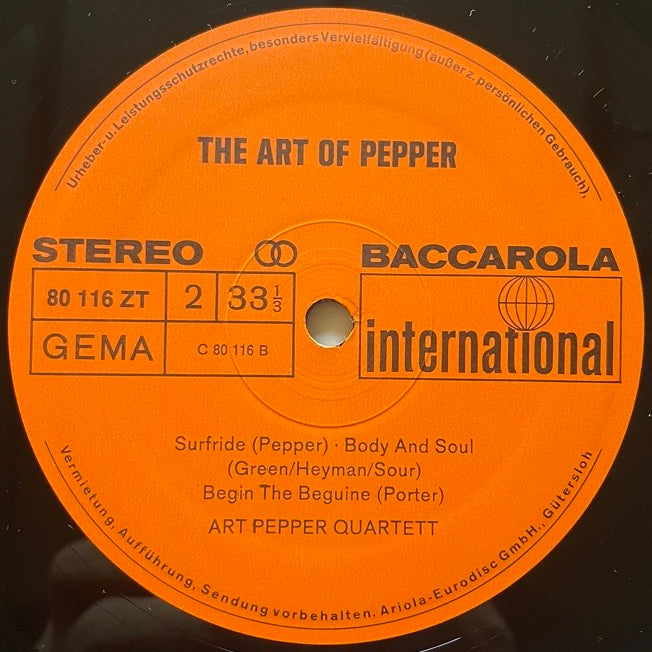 Urheber- u. Leistungsschutzrechte, besonders Vervielfältigung (außer z. persönlichen Gebrauch),
THE ART OF PEPPER
STEREO
BACCAROLA
80 116 ZT 2 33 1/3
international
GEMA C 80 116 B
Surfride (Pepper) · Body And Soul
(Green/Heyman/Sour)
Begin The Beguine (Porter)
ART PEPPER QUARTETT
Vermietung, Aufführung, Sendung vorbehalten. Ariola-Eurodisc GmbH., Gütersloh